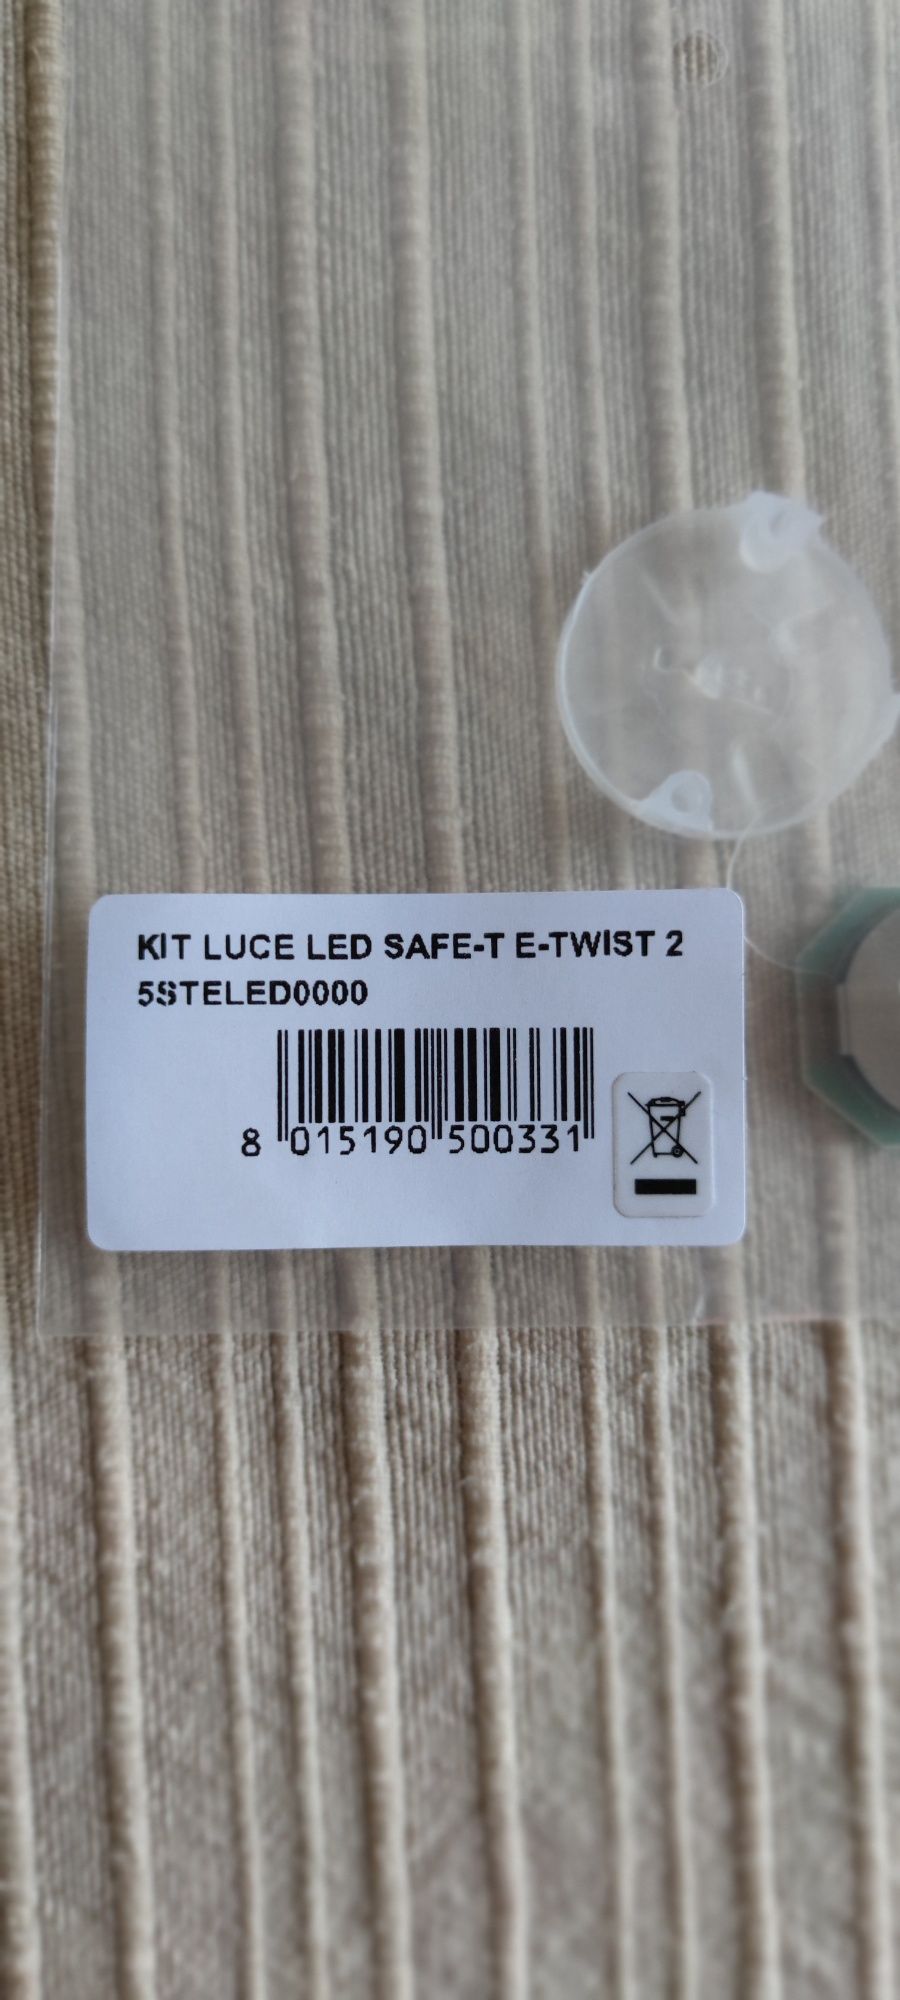 KIT LUCE LED SAFE-T E-TWIST 2
5STELED0000
8 015190 500331